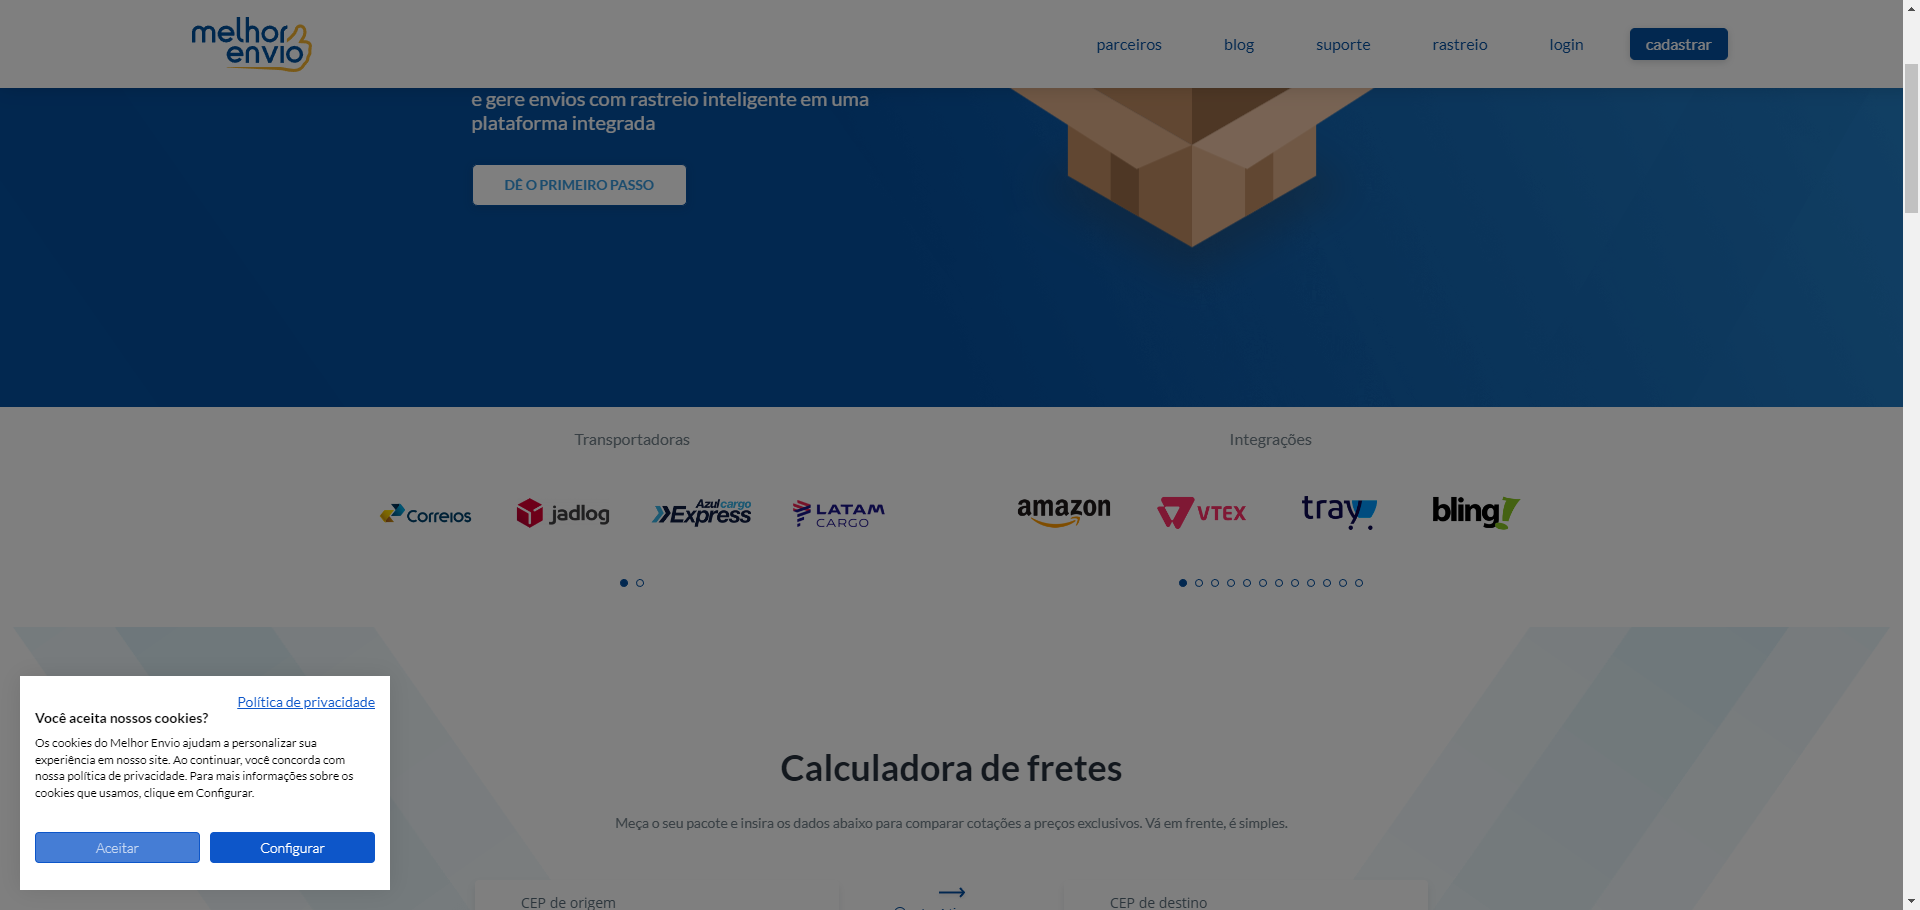 melhor
envio
parceiros
blog
suporte
rastreio
login
cadastrar
e gere envios com rastreio inteligente em uma
plataforma integrada
DÊ O PRIMEIRO PASSO
Transportadoras
Integrações
Correios
jadlog
Azulcargo
Express
LATAM
CARGO
amazon
VTEX
tray
bling!
Política de privacidade
Você aceita nossos cookies?
Os cookies do Melhor Envio ajudam a personalizar sua
experiência em nosso site. Ao continuar, você concorda com
nossa política de privacidade. Para mais informações sobre os
cookies que usamos, clique em Configurar.
Aceitar
Configurar
Calculadora de fretes
Meça o seu pacote e insira os dados abaixo para comparar cotações a preços exclusivos. Vá em frente, é simples.
CEP de origem
CEP de destino